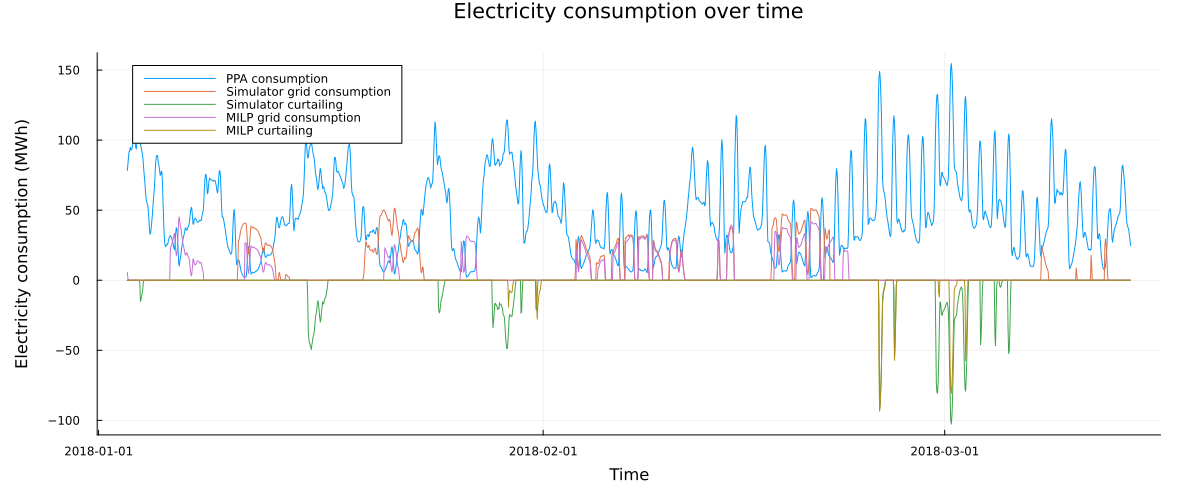 Electricity consumption over time
Electricity consumption (MWh)
150
100
50
0
−50
−100
PPA consumption
Simulator grid consumption
Simulator curtailing
MILP grid consumption
MILP curtailing
2018-01-01
2018-02-01
2018-03-01
Time